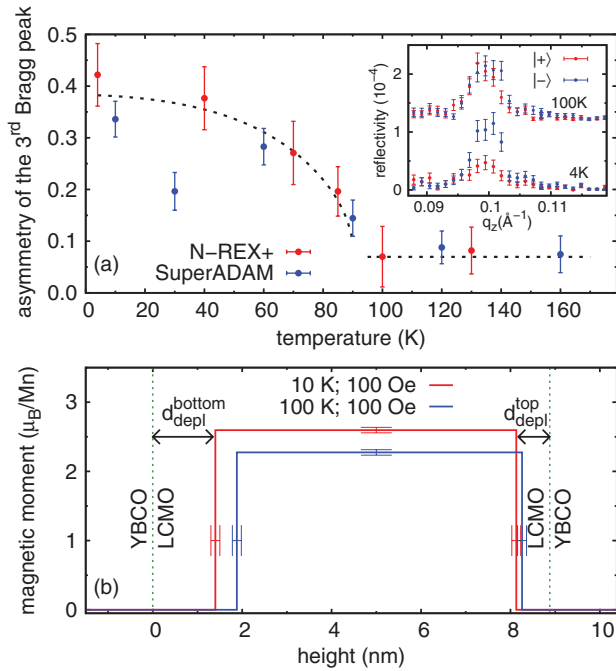 asymmetry of the 3rd Bragg peak
0.5
0.4
0.3
0.2
0.1
0.0
0 20 40 60 80 100 120 140 160
temperature (K)
(a)
N-REX+
SuperADAM
reflectivity (10-4)
2
1
0
|+⟩
|−⟩
100K
4K
0.09 0.1 0.11
qz(Å-1)
magnetic moment (μB/Mn)
3
2
1
0
0 2 4 6 8 10
height (nm)
(b)
10 K; 100 Oe
100 K; 100 Oe
dbottomdepl
dtopdepl
YBCO
LCMO
LCMO
YBCO